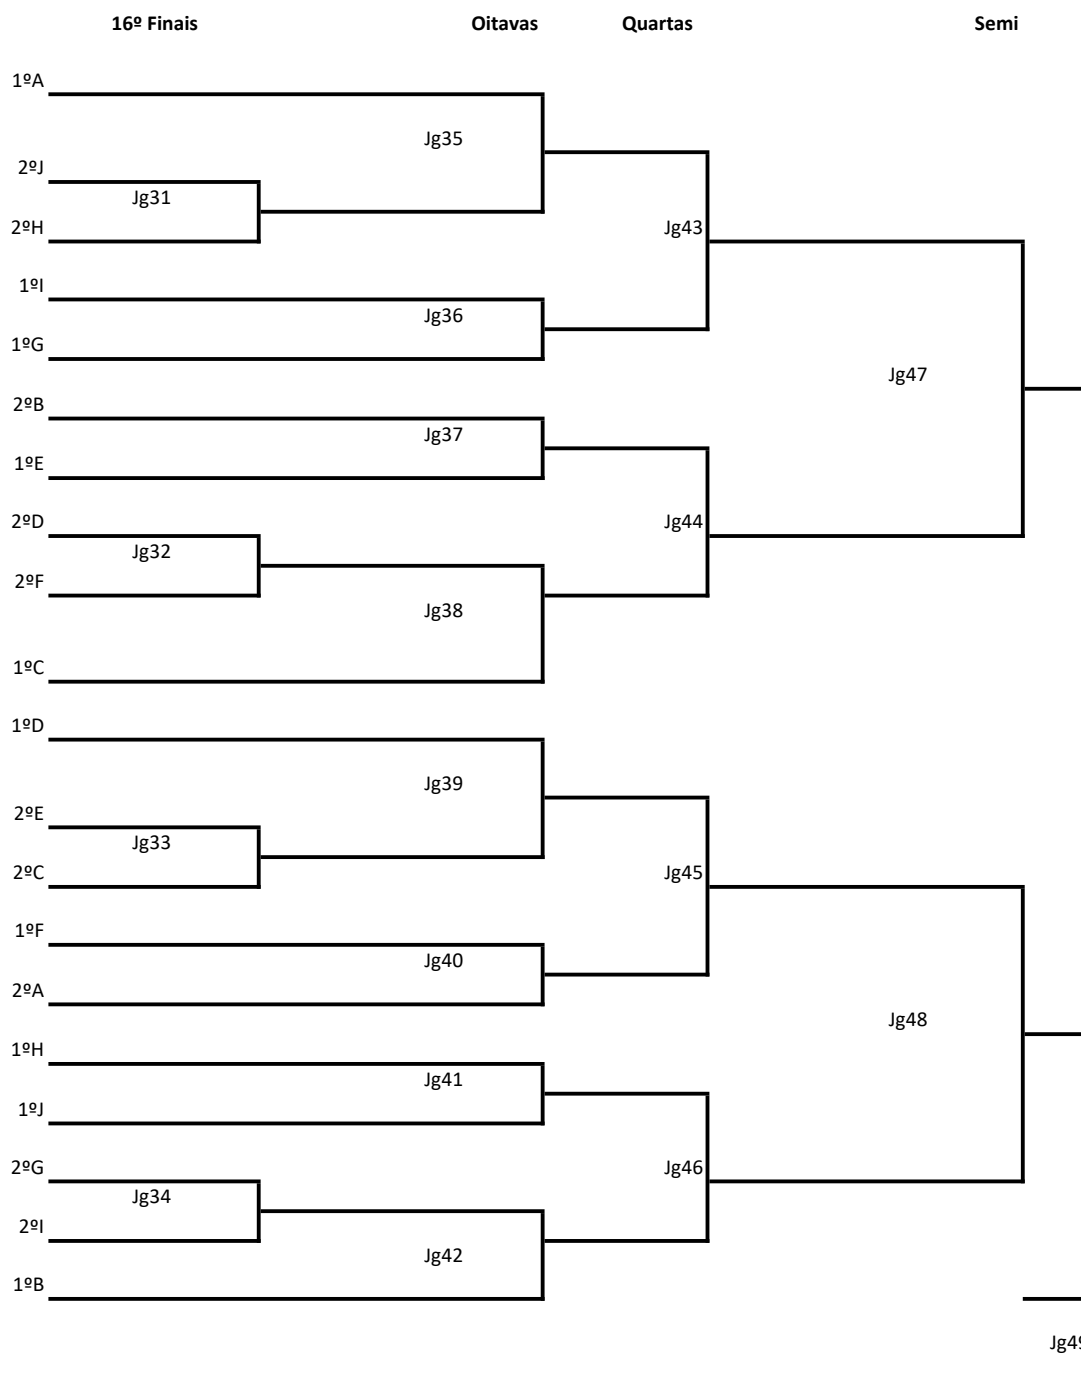 16º Finais Oitavas Quartas Semi
1ºA
Jg35
2ºJ
Jg31
2ºH
Jg43
1ºI
Jg36
1ºG
Jg47
2ºB
Jg37
1ºE
2ºD
Jg44
Jg32
2ºF
Jg38
1ºC
1ºD
Jg39
2ºE
Jg33
2ºC
Jg45
1ºF
Jg40
2ºA
Jg48
1ºH
Jg41
1ºJ
2ºG
Jg46
Jg34
2ºI
Jg42
1ºB
Jg49